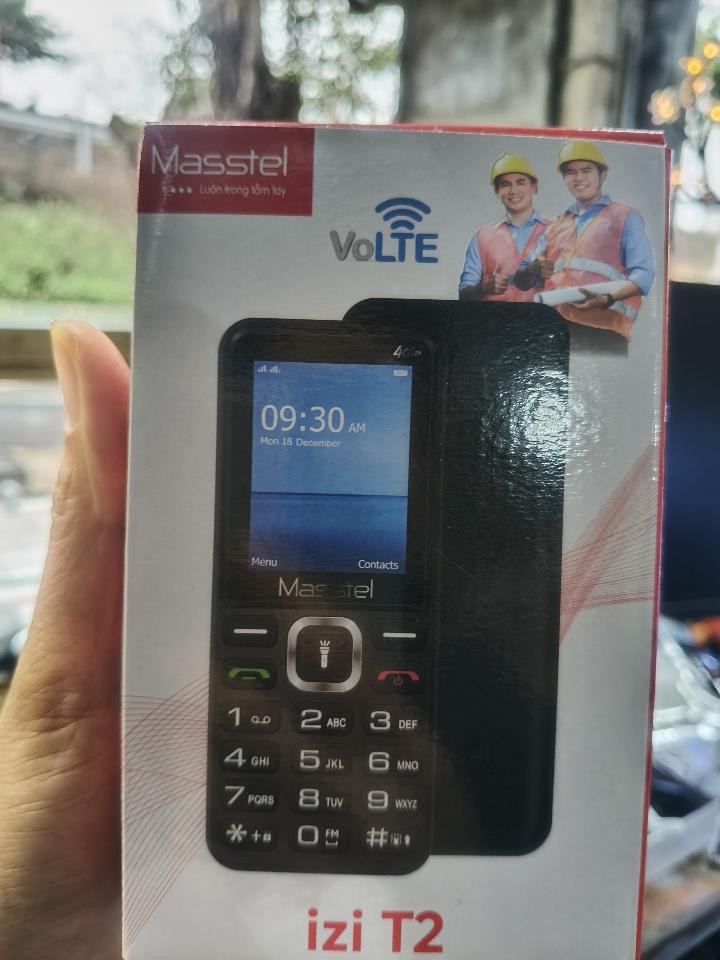 Masstel
Luôn trong tầm tay
VoLTE
4G LTE
09:30 AM
Mon 18 December
Menu
Contacts
Masstel
1
2 ABC
3 DEF
4 GHI
5 JKL
6 MNO
7 PQRS
8 TUV
9 WXYZ
* +
0 FM
#
izi T2